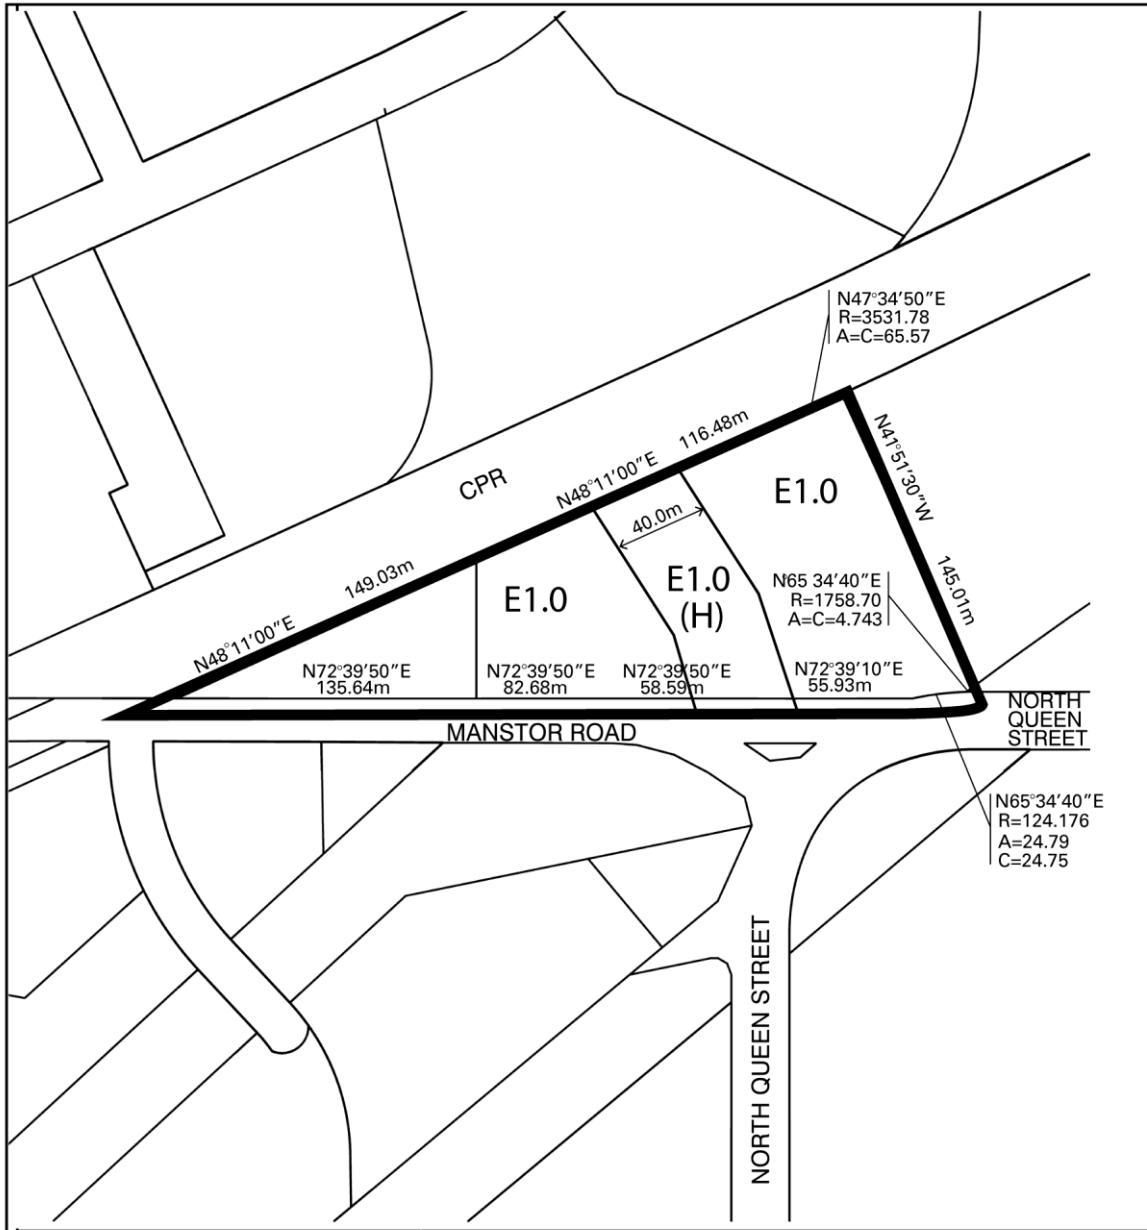 N47°34'50"E
R=3531.78
A=C=65.57
116.48m
N41°51'30"W
CPR
N48°11'00"E
E1.0
40.0m
149.03m
145.01m
E1.0
E1.0
(H)
N65 34'40"E
R=1758.70
A=C=4.743
N48°11'00"E
N72°39'50"E
135.64m
N72°39'50"E
82.68m
N72°39'50"E
58.59m
N72°39'10"E
55.93m
MANSTOR ROAD
NORTH
QUEEN
STREET
N65°34'40"E
R=124.176
A=24.79
C=24.75
NORTH QUEEN STREET